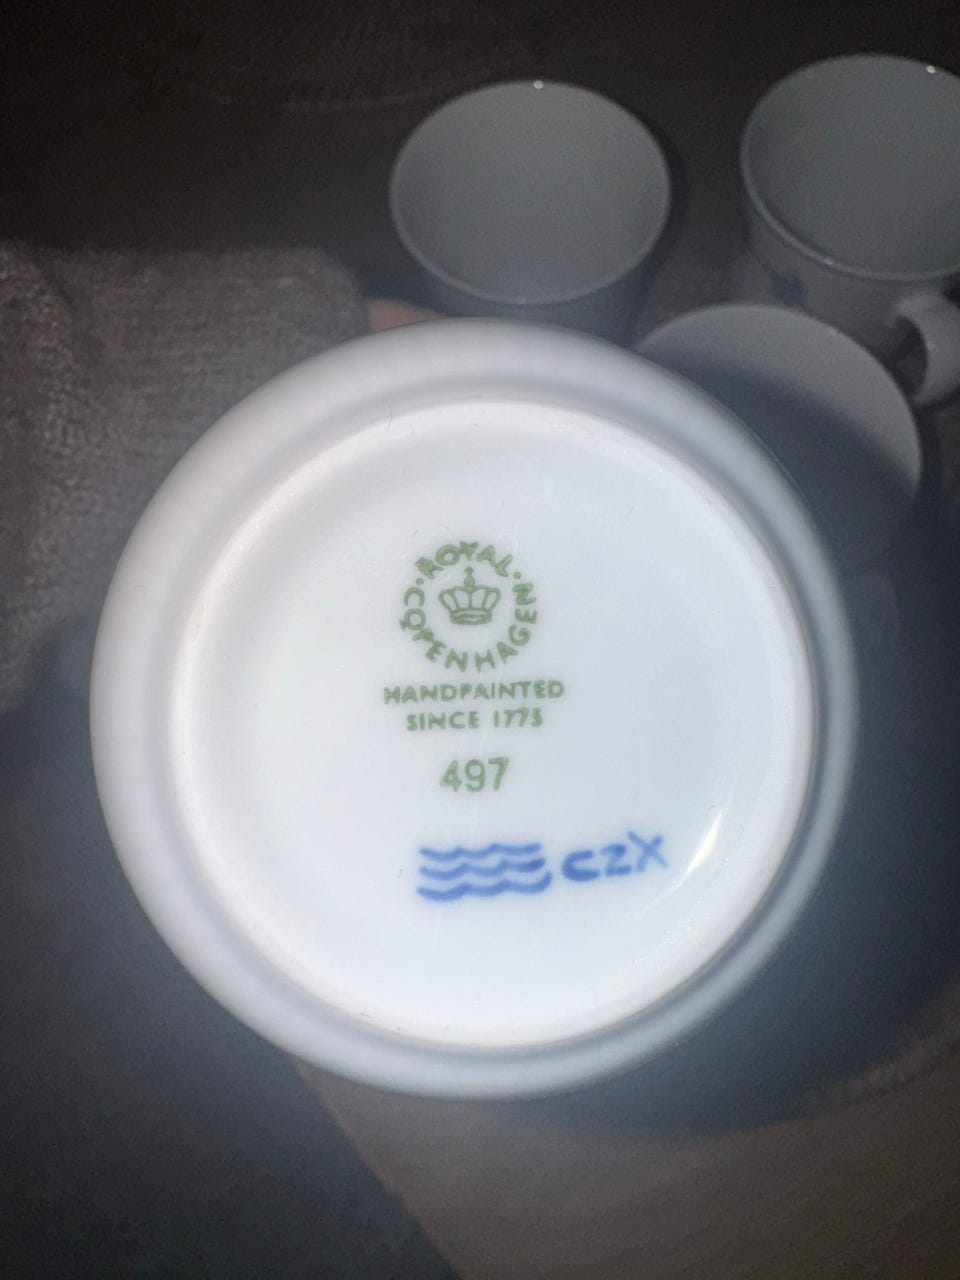 ROYAL COPENHAGEN
HANDPAINTED
SINCE 1775
497
CZX